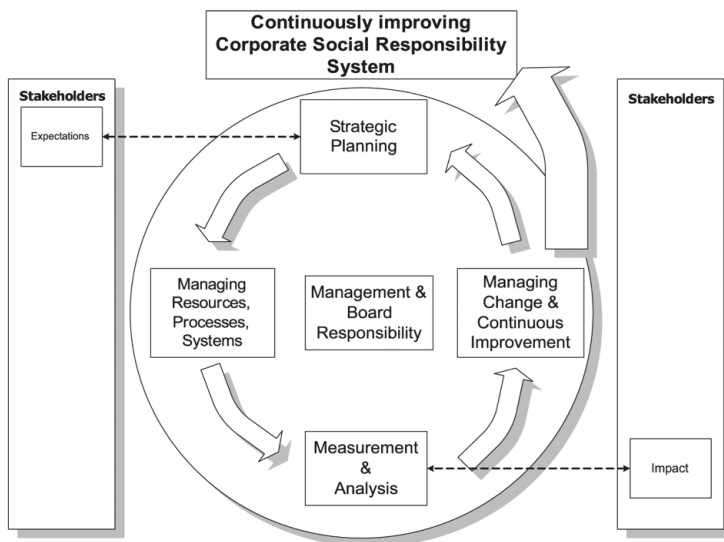 Continuously improving
Corporate Social Responsibility
System
Stakeholders
Expectations
Strategic
Planning
Stakeholders
Managing
Resources,
Processes,
Systems
Management &
Board
Responsibility
Managing
Change &
Continuous
Improvement
Measurement
&
Analysis
Impact